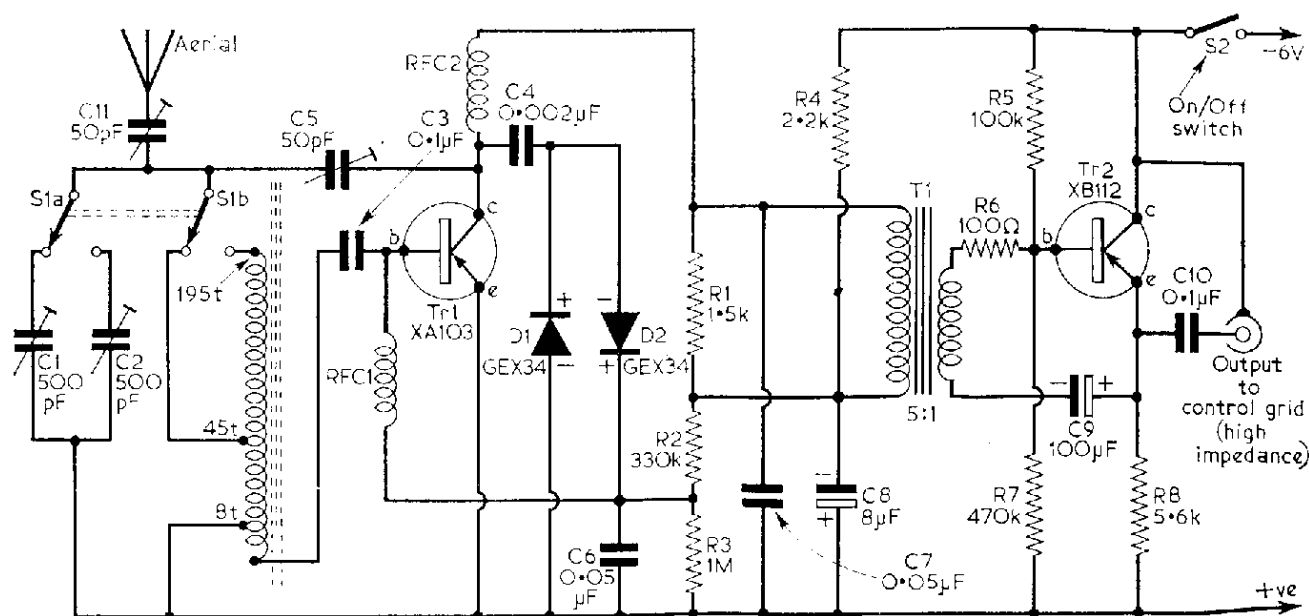 Aerial
C11
50pF
S1a
S1b
195t
C1
500
pF
C2
500
pF
45t
8t
C5
50pF
C3
0·1µF
RFC2
C4
0·002µF
b
c
e
Tr1
XA103
RFC1
D1
GEX34
+
−
−
D2
+
GEX34
C6
0·05
µF
R1
1·5k
R2
330k
R3
1M
R4
2·2k
T1
5:1
−
C8
8µF
+
C7
0·05µF
R5
100k
R6
100Ω
R7
470k
Tr2
XB112
b
c
e
−
+
C9
100µF
C10
0·1µF
R8
5·6k
S2
−6V
On/Off
switch
Output
to
control grid
(high
impedance)
+ve